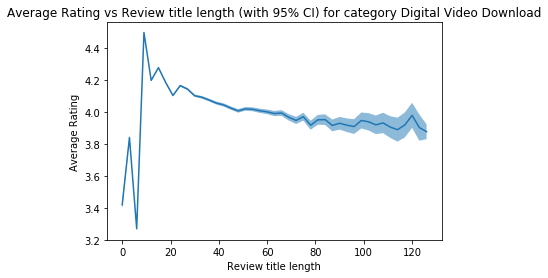 Average Rating vs Review title length (with 95% CI) for category Digital Video Download
Average Rating
4.4
4.2
4.0
3.8
3.6
3.4
3.2
0 20 40 60 80 100 120
Review title length